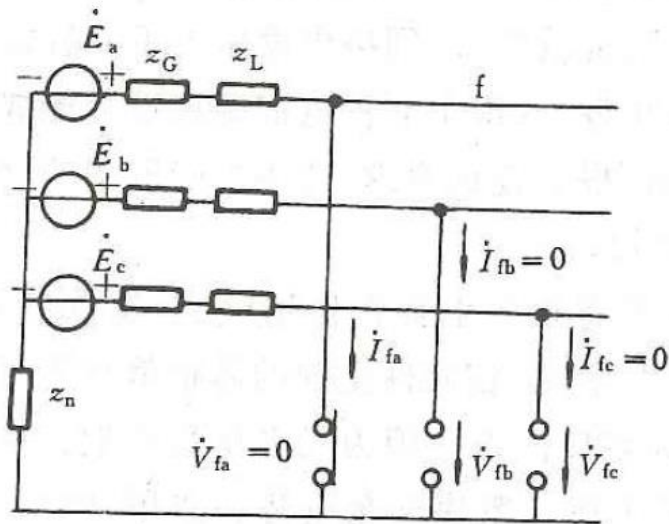 Ė_a
− + z_G z_L
f
Ė_b
− +
İ_fb = 0
Ė_c
− +
İ_fa
İ_fc = 0
z_n
V̇_fa = 0
V̇_fb
V̇_fc